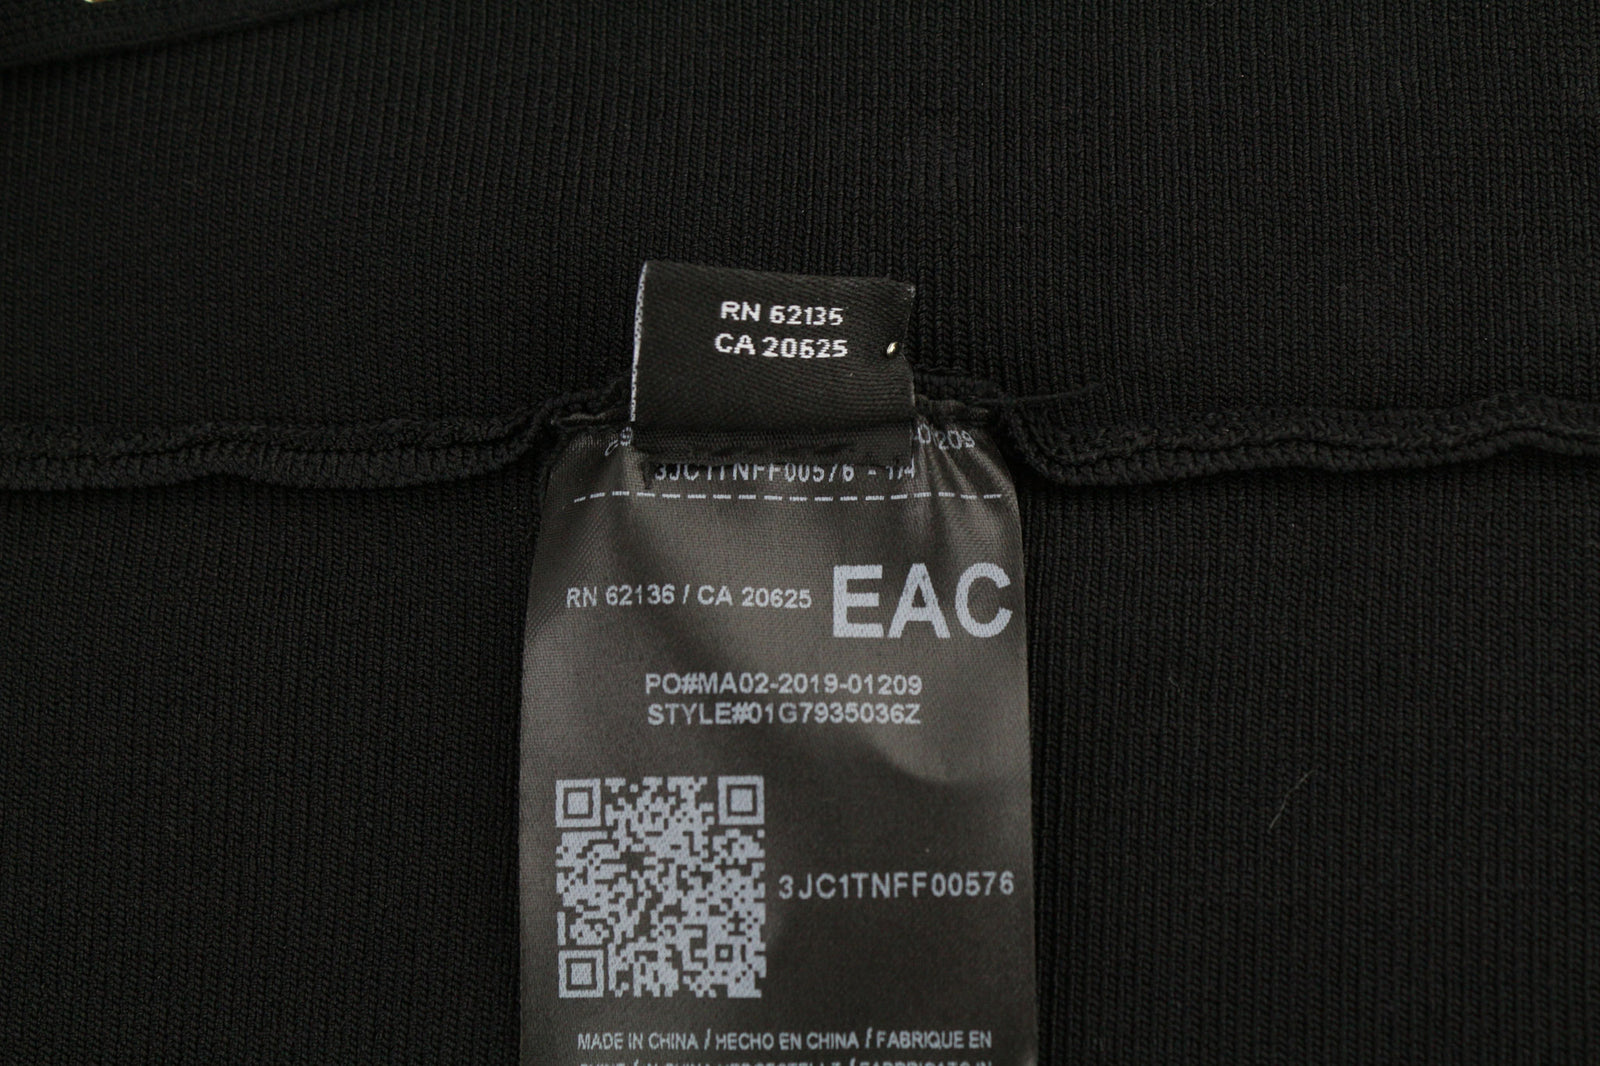 RN 62135
CA 20625
209
3JC1TNFF00576 - 1/4
RN 62136 / CA 20625
EAC
PO#MA02-2019-01209
STYLE#01G7935036Z
3JC1TNFF00576
MADE IN CHINA / HECHO EN CHINA / FABRIQUE EN